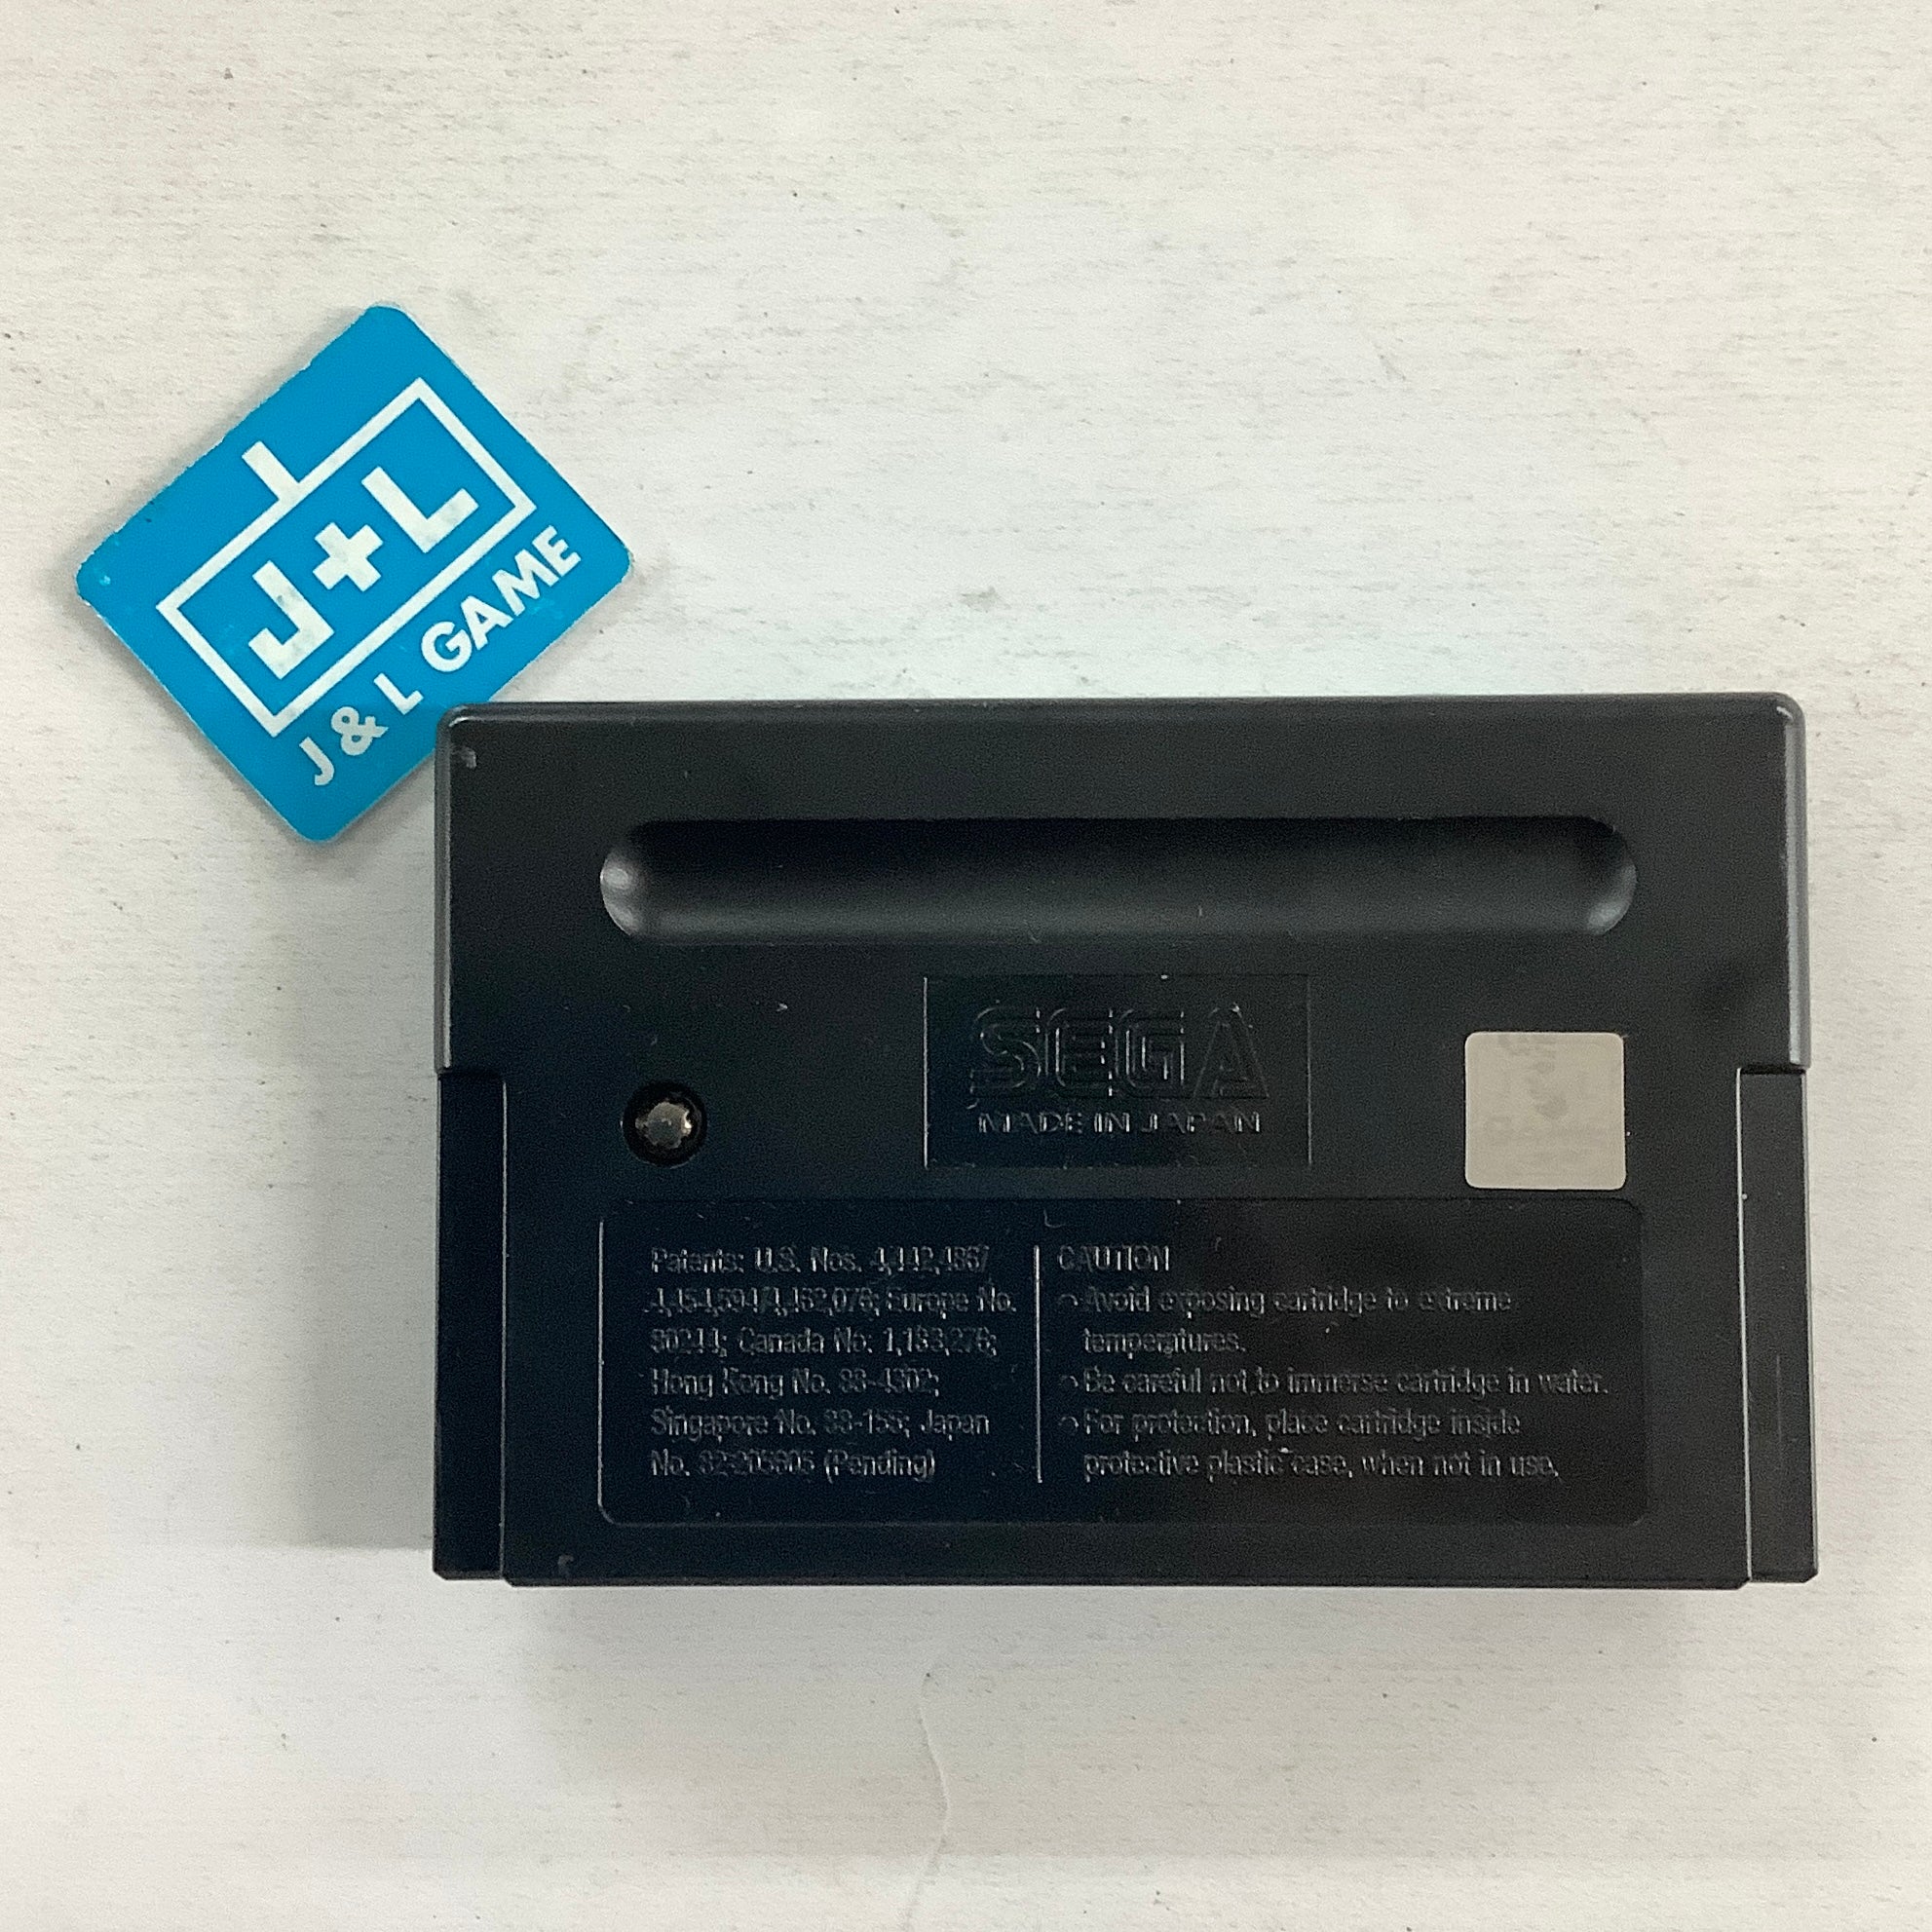 J+L
J & L GAME
SEGA
MADE IN JAPAN
Patents: U.S. Nos. 4,442,486/
4,454,594/4,462,076; Europe No.
80244; Canada No. 1,183,276;
Hong Kong No. 88-4302;
Singapore No. 88-155; Japan
No. 82-205605 (Pending)
CAUTION
Avoid exposing cartridge to extreme
temperatures.
Be careful not to immerse cartridge in water.
For protection, place cartridge inside
protective plastic case, when not in use.